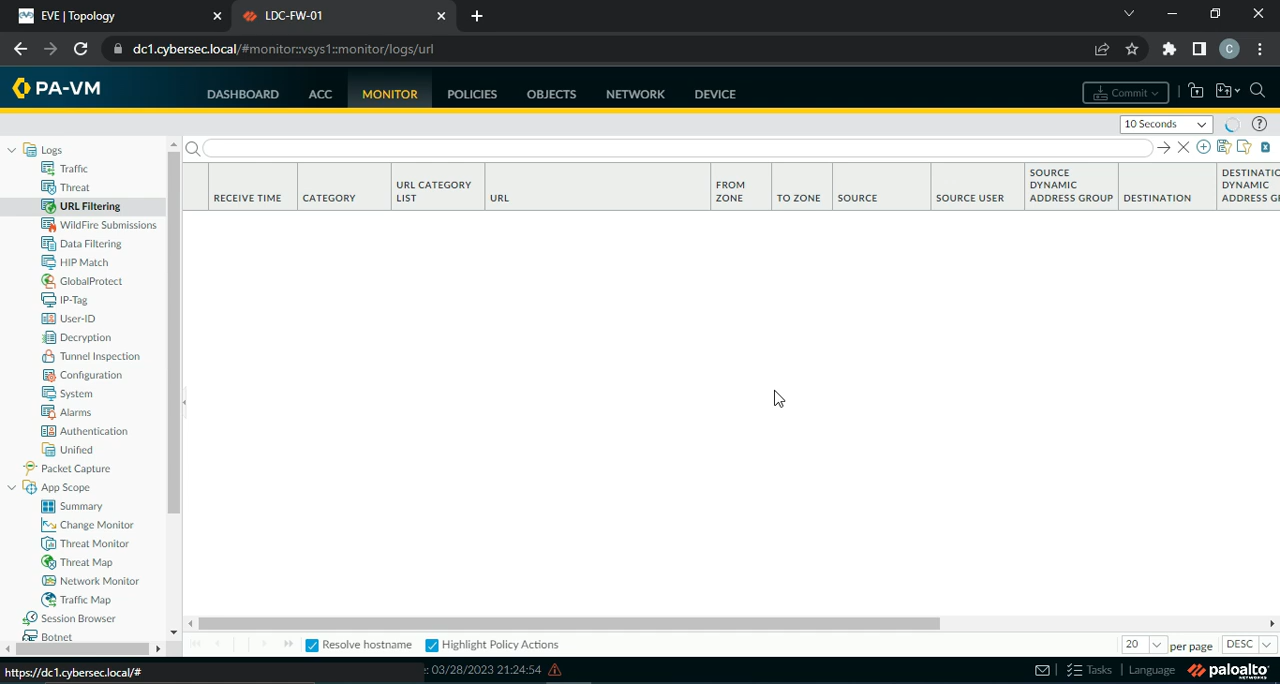 EVE | Topology
LDC-FW-01
dc1.cybersec.local/#monitor::vsys1::monitor/logs/url
C
PA-VM
DASHBOARD
ACC
MONITOR
POLICIES
OBJECTS
NETWORK
DEVICE
Commit
10 Seconds
Logs
Traffic
Threat
URL Filtering
WildFire Submissions
Data Filtering
HIP Match
GlobalProtect
IP-Tag
User-ID
Decryption
Tunnel Inspection
Configuration
System
Alarms
Authentication
Unified
Packet Capture
App Scope
Summary
Change Monitor
Threat Monitor
Threat Map
Network Monitor
Traffic Map
Session Browser
Botnet
RECEIVE TIME
CATEGORY
URL CATEGORY
LIST
URL
FROM
ZONE
TO ZONE
SOURCE
SOURCE USER
SOURCE
DYNAMIC
ADDRESS GROUP
DESTINATION
DESTINATIO
DYNAMIC
ADDRESS G
Resolve hostname
Highlight Policy Actions
20
per page
DESC
https://dc1.cybersec.local/#
: 03/28/2023 21:24:54
Tasks
Language
paloalto
NETWORKS